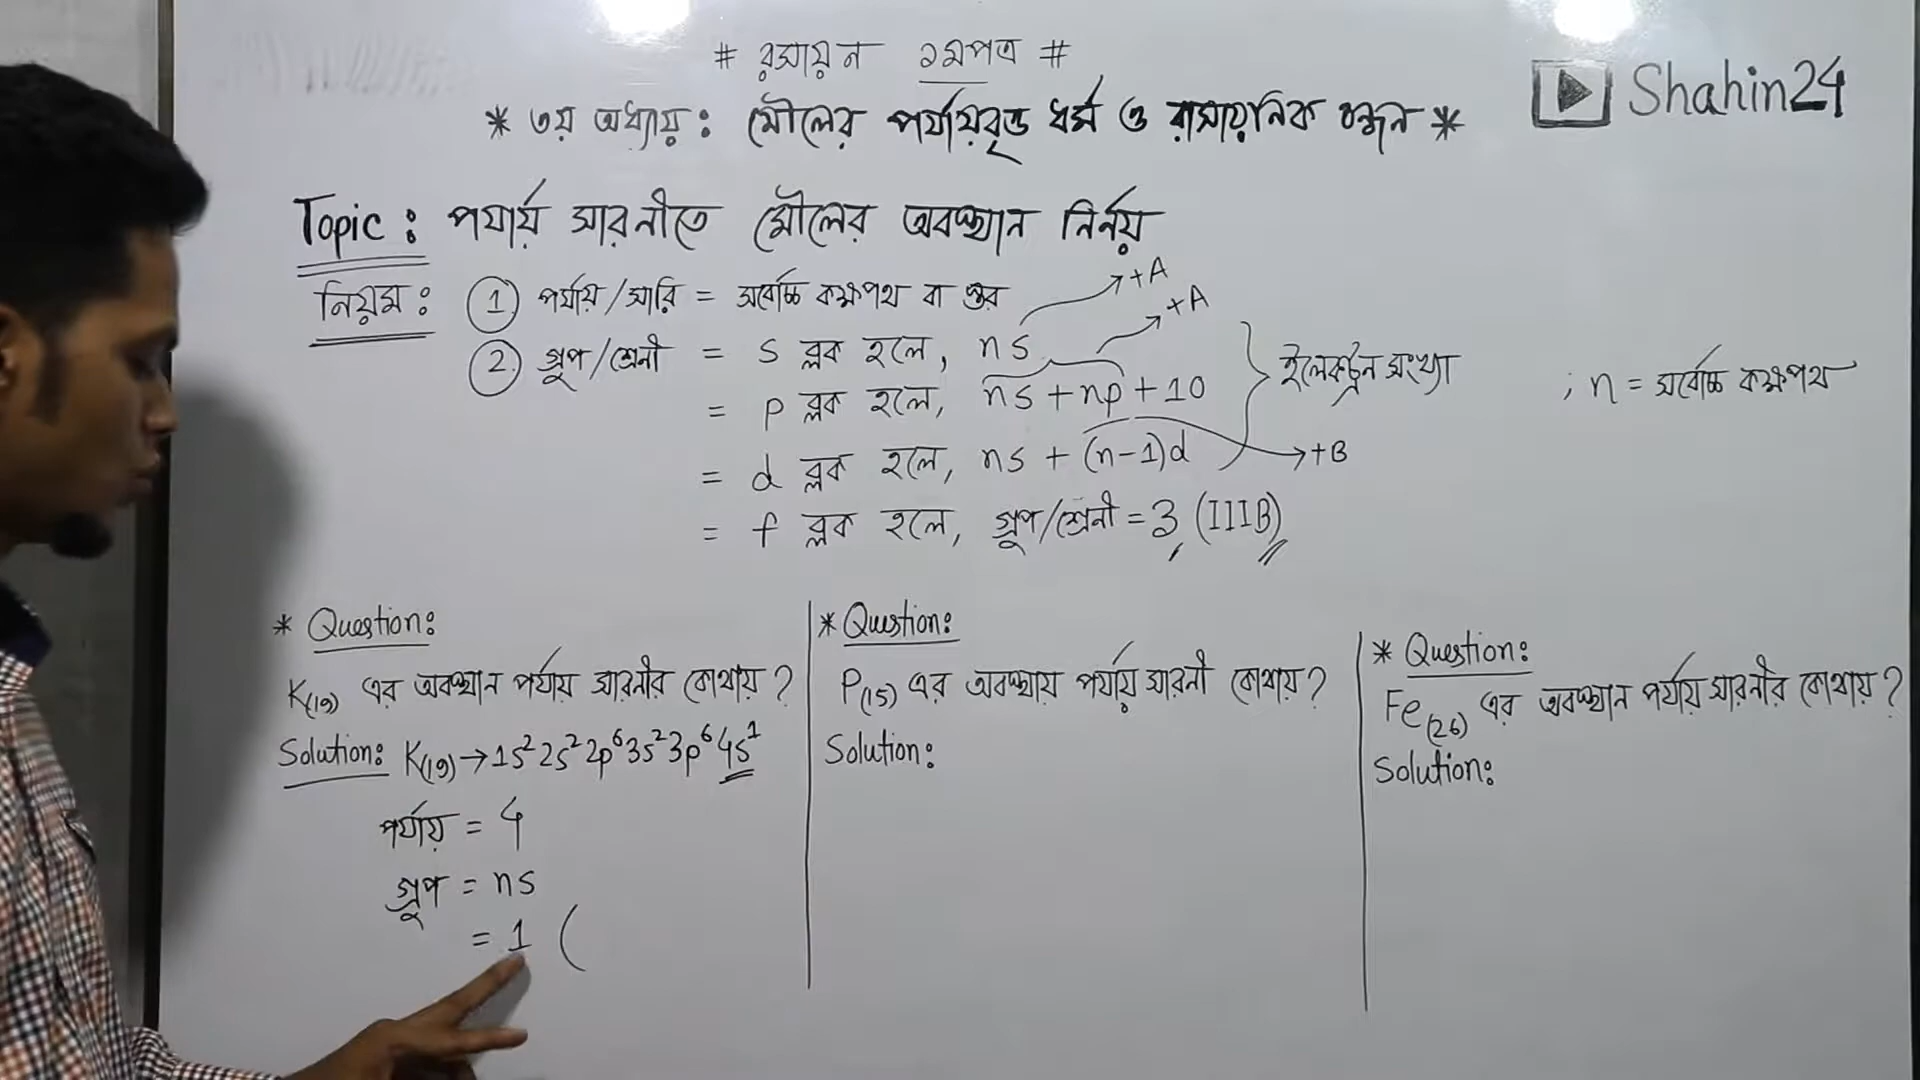 # রসায়ন ১মপত্র #
Shahin24
* ৩য় অধ্যায়: মৌলের পর্যায়বৃত্ত ধর্ম ও রাসায়নিক বন্ধন *
Topic: পযার্য় সারনীতে মৌলের অবস্থান নির্নয়
নিয়ম: ① পর্যায়/সারি = সর্বোচ্চ কক্ষপথ বা স্তর
② গ্রুপ/শ্রেনী = s ব্লক হলে, ns → +A
= p ব্লক হলে, ns + np + 10 → +A
= d ব্লক হলে, ns + (n-1)d → +B
} ইলেকট্রন সংখ্যা ; n = সর্বোচ্চ কক্ষপথ
= f ব্লক হলে, গ্রুপ/শ্রেনী = 3, (IIIB)
* Question:
K(19) এর অবস্থান পর্যায় সারনীর কোথায় ?
Solution: K(19) → 1s² 2s² 2p⁶ 3s² 3p⁶ 4s¹
পর্যায় = 4
গ্রুপ = ns
= 1 (
* Question:
P(15) এর অবস্থায় পর্যায় সারনী কোথায় ?
Solution:
* Question:
Fe(26) এর অবস্থান পর্যায় সারনীর কোথায় ?
Solution: